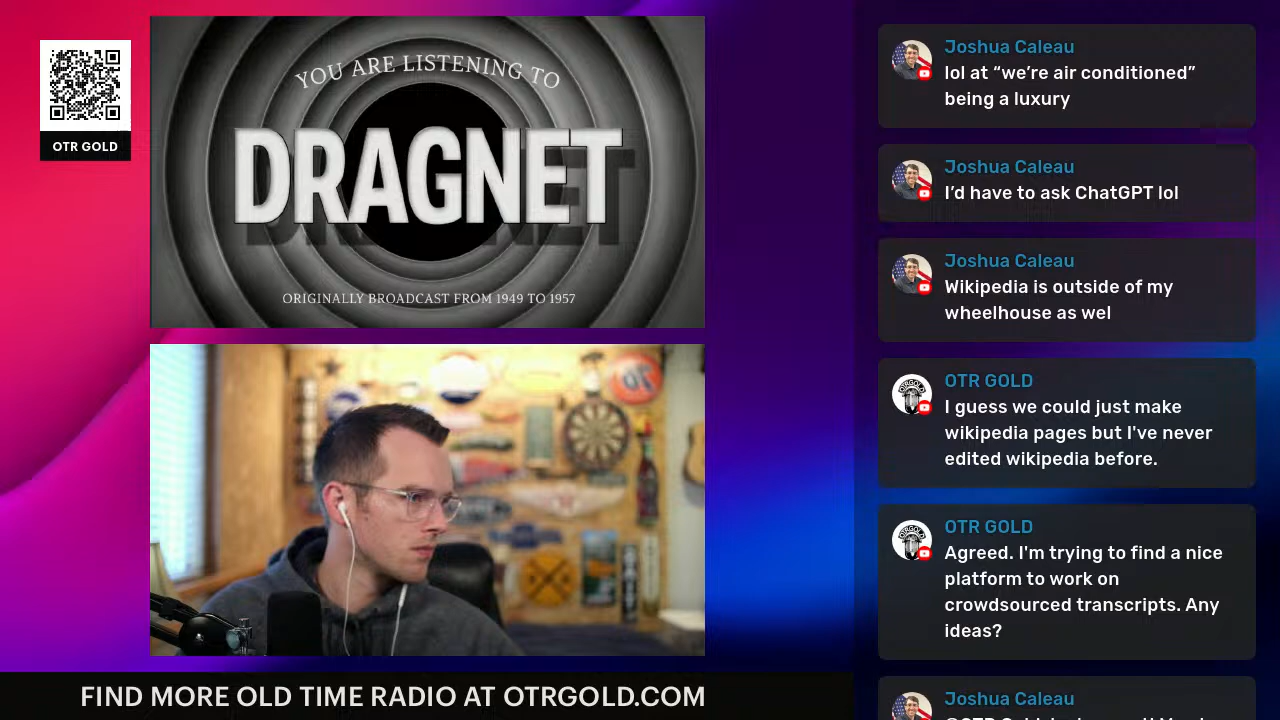 OTR GOLD
YOU ARE LISTENING TO
DRAGNET
ORIGINALLY BROADCAST FROM 1949 TO 1957
FIND MORE OLD TIME RADIO AT OTRGOLD.COM
Joshua Caleau
lol at “we’re air conditioned”
being a luxury
Joshua Caleau
I’d have to ask ChatGPT lol
Joshua Caleau
Wikipedia is outside of my
wheelhouse as wel
OTR GOLD
I guess we could just make
wikipedia pages but I've never
edited wikipedia before.
OTR GOLD
Agreed. I'm trying to find a nice
platform to work on
crowdsourced transcripts. Any
ideas?
Joshua Caleau